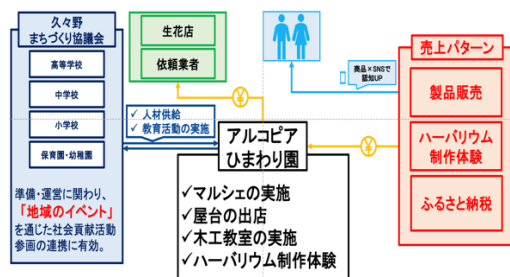 久々野
まちづくり協議会
高等学校
中学校
小学校
保育園・幼稚園
準備・運営に関わり、
「地域のイベント」
を通じた社会貢献活動
参画の連携に有効。
生花店
依頼業者
¥
✓ 人材供給
✓ 教育活動の実施
アルコピア
ひまわり園
✓マルシェの実施
✓屋台の出店
✓木工教室の実施
✓ハーバリウム制作体験
商品×SNSで
認知UP
¥
売上パターン
製品販売
ハーバリウム
制作体験
ふるさと納税